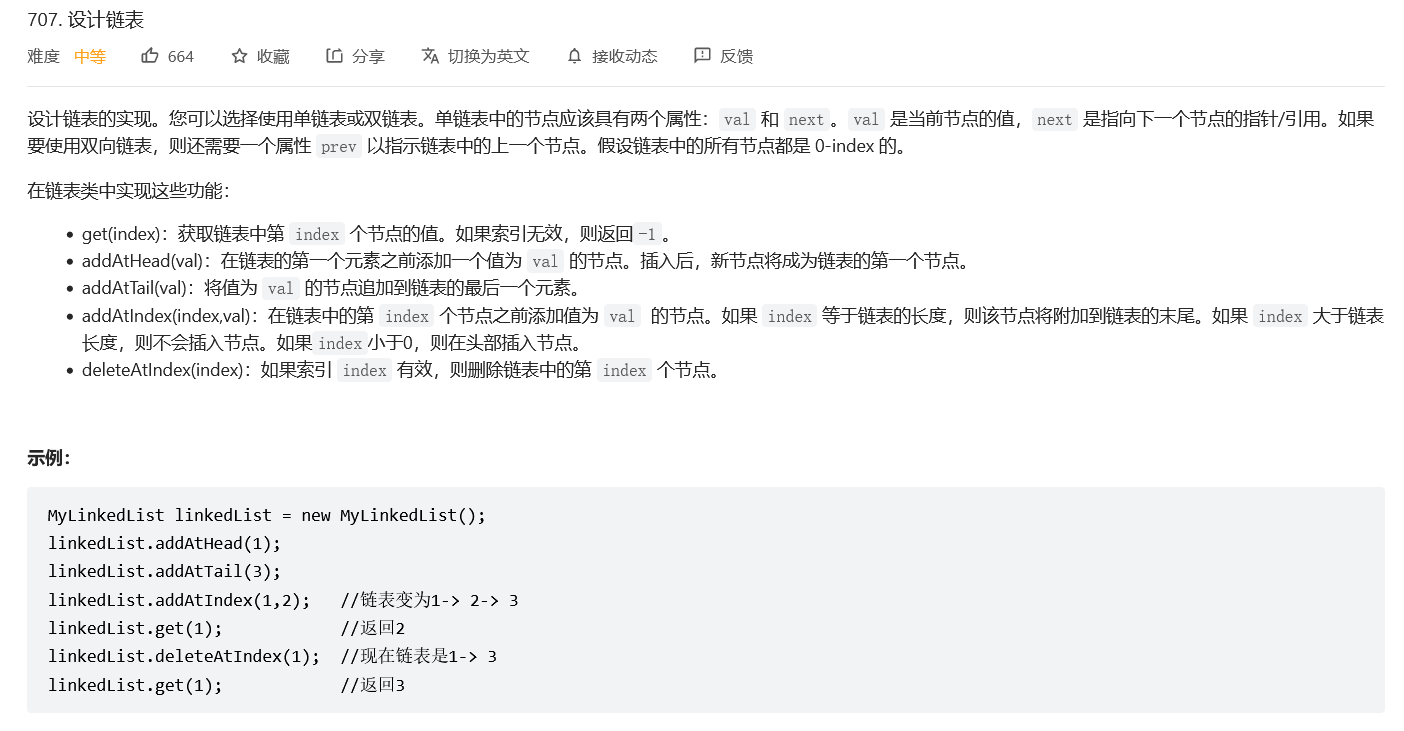 707. 设计链表
难度 中等 664 收藏 分享 切换为英文 接收动态 反馈
设计链表的实现。您可以选择使用单链表或双链表。单链表中的节点应该具有两个属性：val 和 next。val 是当前节点的值，next 是指向下一个节点的指针/引用。如果
要使用双向链表，则还需要一个属性 prev 以指示链表中的上一个节点。假设链表中的所有节点都是 0-index 的。
在链表类中实现这些功能：
• get(index)：获取链表中第 index 个节点的值。如果索引无效，则返回-1。
• addAtHead(val)：在链表的第一个元素之前添加一个值为 val 的节点。插入后，新节点将成为链表的第一个节点。
• addAtTail(val)：将值为 val 的节点追加到链表的最后一个元素。
• addAtIndex(index,val)：在链表中的第 index 个节点之前添加值为 val 的节点。如果 index 等于链表的长度，则该节点将附加到链表的末尾。如果 index 大于链表
长度，则不会插入节点。如果index小于0，则在头部插入节点。
• deleteAtIndex(index)：如果索引 index 有效，则删除链表中的第 index 个节点。
示例：
MyLinkedList linkedList = new MyLinkedList();
linkedList.addAtHead(1);
linkedList.addAtTail(3);
linkedList.addAtIndex(1,2);   //链表变为1-> 2-> 3
linkedList.get(1);            //返回2
linkedList.deleteAtIndex(1);  //现在链表是1-> 3
linkedList.get(1);            //返回3